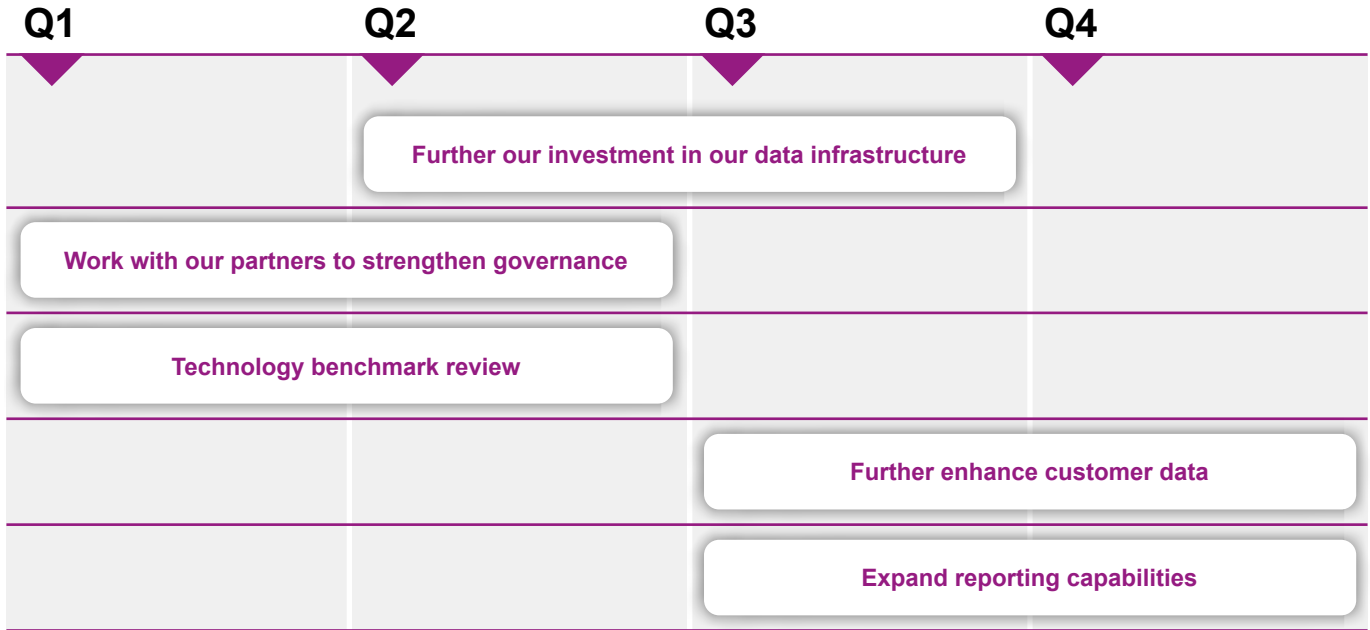 Q1 Q2 Q3 Q4
Further our investment in our data infrastructure
Work with our partners to strengthen governance
Technology benchmark review
Further enhance customer data
Expand reporting capabilities